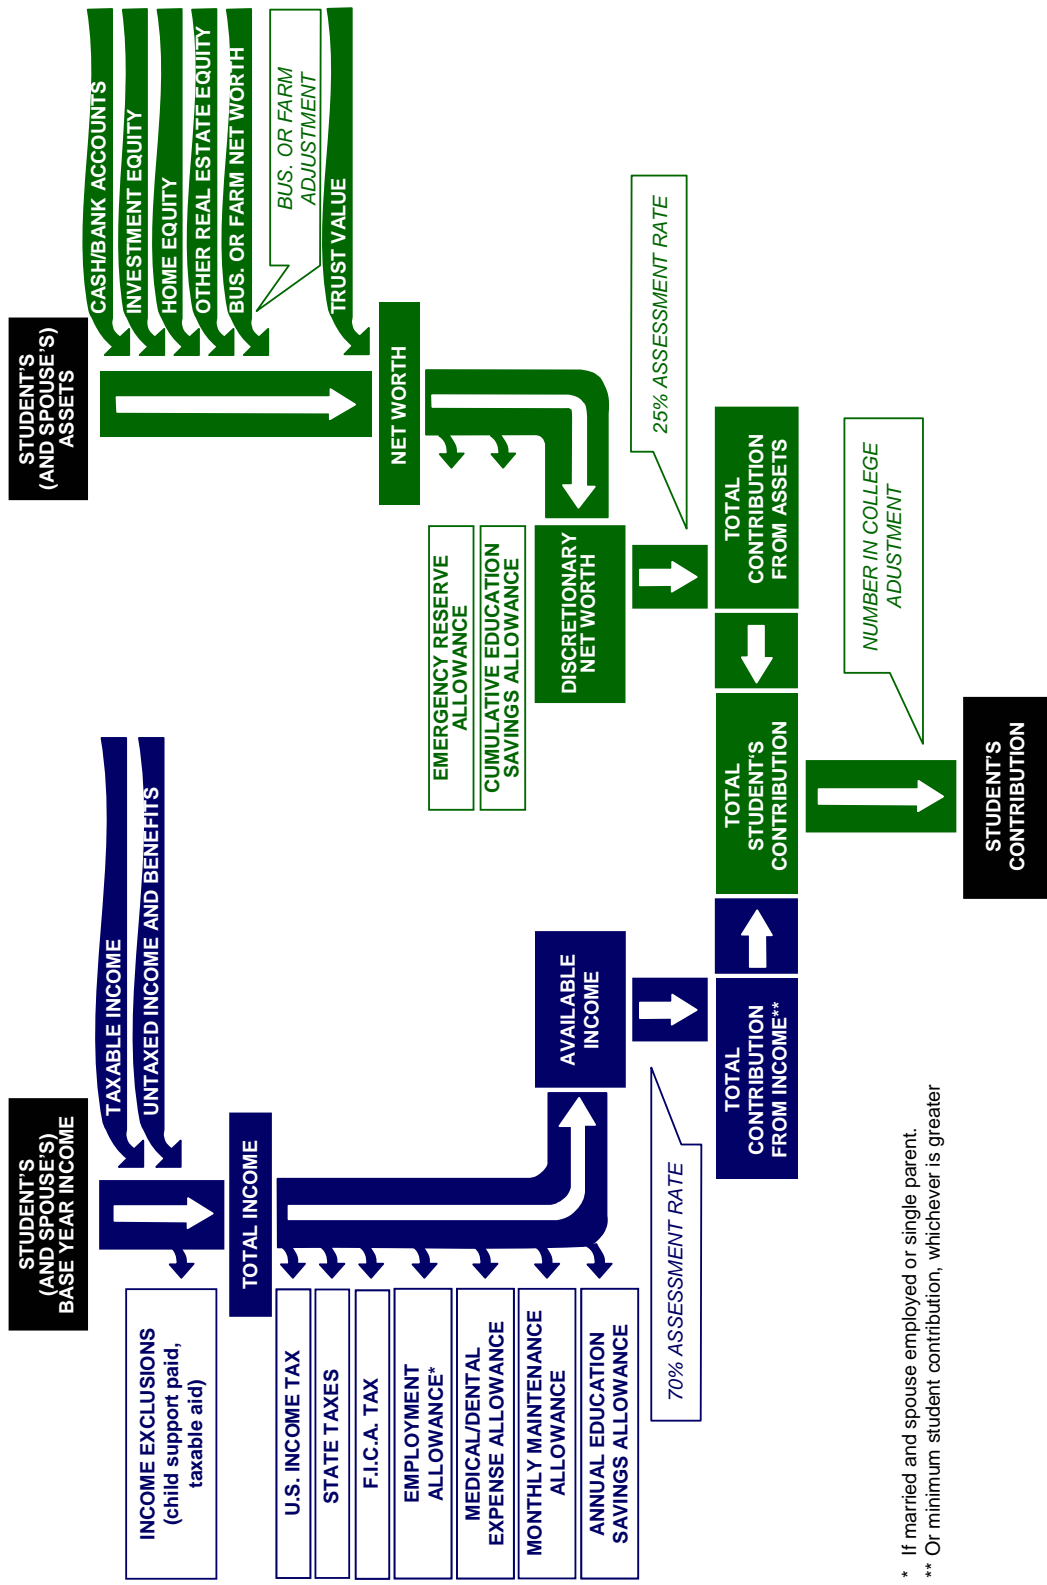 STUDENT'S
(AND SPOUSE'S)
BASE YEAR INCOME
TAXABLE INCOME
UNTAXED INCOME AND BENEFITS
INCOME EXCLUSIONS
(child support paid,
taxable aid)
TOTAL INCOME
U.S. INCOME TAX
STATE TAXES
F.I.C.A. TAX
EMPLOYMENT
ALLOWANCE*
MEDICAL/DENTAL
EXPENSE ALLOWANCE
MONTHLY MAINTENANCE
ALLOWANCE
ANNUAL EDUCATION
SAVINGS ALLOWANCE
AVAILABLE
INCOME
70% ASSESSMENT RATE
TOTAL
CONTRIBUTION
FROM INCOME**
STUDENT'S
(AND SPOUSE'S)
ASSETS
CASH/BANK ACCOUNTS
INVESTMENT EQUITY
HOME EQUITY
OTHER REAL ESTATE EQUITY
BUS. OR FARM NET WORTH
BUS. OR FARM
ADJUSTMENT
TRUST VALUE
NET WORTH
EMERGENCY RESERVE
ALLOWANCE
CUMULATIVE EDUCATION
SAVINGS ALLOWANCE
DISCRETIONARY
NET WORTH
25% ASSESSMENT RATE
TOTAL
CONTRIBUTION
FROM ASSETS
TOTAL
STUDENT'S
CONTRIBUTION
NUMBER IN COLLEGE
ADUSTMENT
STUDENT'S
CONTRIBUTION
* If married and spouse employed or single parent.
** Or minimum student contribution, whichever is greater